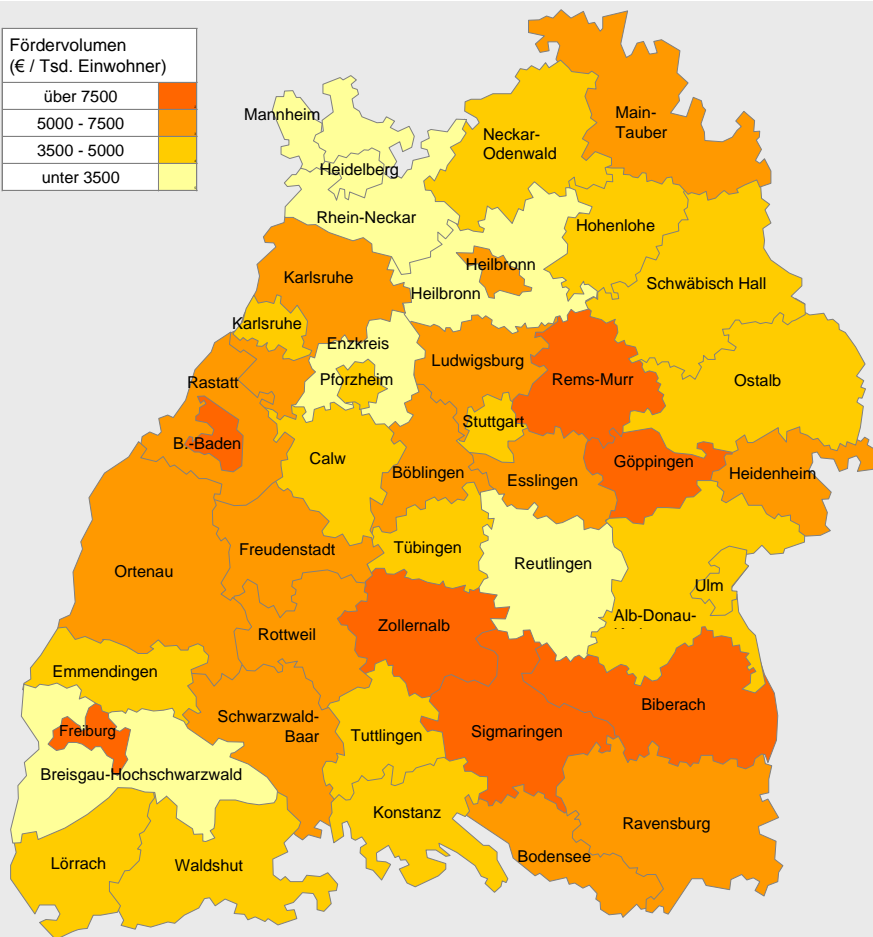 Fördervolumen
(€ / Tsd. Einwohner)
über 7500
5000 - 7500
3500 - 5000
unter 3500
Mannheim
Main-
Tauber
Neckar-
Odenwald
Heidelberg
Rhein-Neckar
Hohenlohe
Heilbronn
Karlsruhe
Schwäbisch Hall
Heilbronn
Karlsruhe
Enzkreis
Ludwigsburg
Pforzheim
Rastatt
Rems-Murr
Ostalb
Stuttgart
B.-Baden
Calw
Göppingen
Böblingen
Esslingen
Heidenheim
Tübingen
Freudenstadt
Reutlingen
Ortenau
Ulm
Alb-Donau-
Zollernalb
Rottweil
Emmendingen
Biberach
Schwarzwald-
Baar
Freiburg
Tuttlingen
Sigmaringen
Breisgau-Hochschwarzwald
Konstanz
Ravensburg
Bodensee
Lörrach
Waldshut